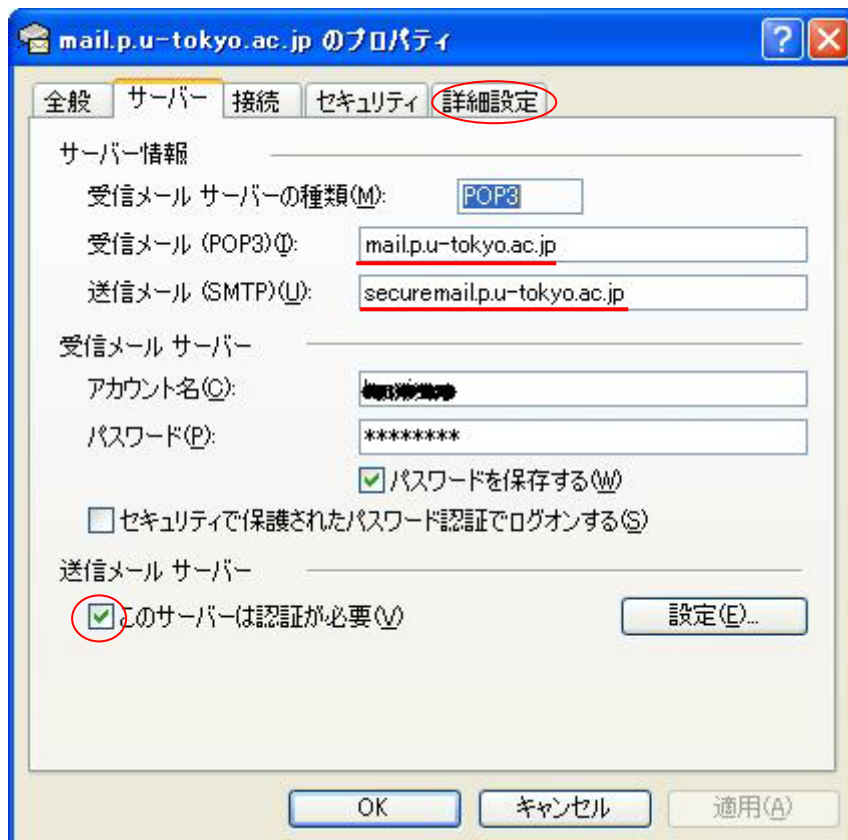 mail.p.u-tokyo.ac.jp のプロパティ
全般 サーバー 接続 セキュリティ 詳細設定
サーバー情報
受信メール サーバーの種類(M): POP3
受信メール (POP3)(I): mail.p.u-tokyo.ac.jp
送信メール (SMTP)(U): securemail.p.u-tokyo.ac.jp
受信メール サーバー
アカウント名(C):
パスワード(P): ********
パスワードを保存する(W)
セキュリティで保護されたパスワード認証でログオンする(S)
送信メール サーバー
このサーバーは認証が必要(V) 設定(E)...
OK キャンセル 適用(A)